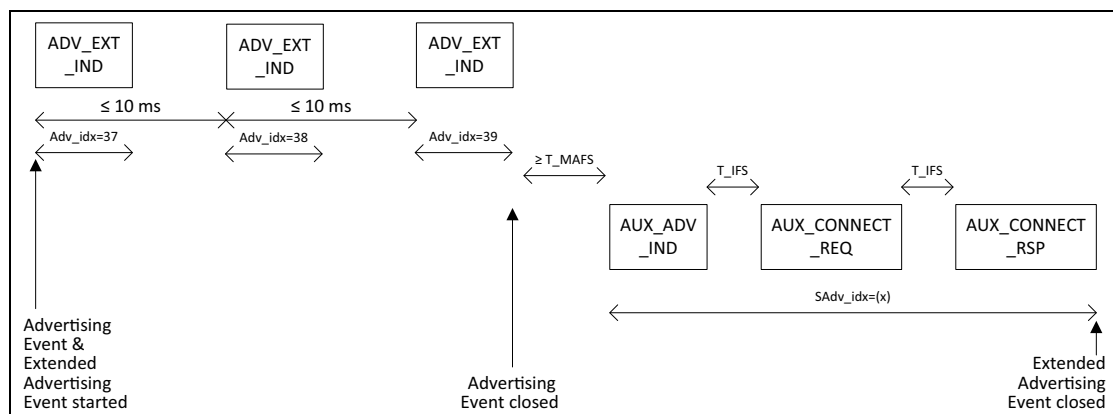 ADV_EXT
_IND
ADV_EXT
_IND
ADV_EXT
_IND
≤ 10 ms
≤ 10 ms
Adv_idx=37
Adv_idx=38
Adv_idx=39
≥ T_MAFS
T_IFS
T_IFS
AUX_ADV
_IND
AUX_CONNECT
_REQ
AUX_CONNECT
_RSP
SAdv_idx=(x)
Advertising
Event &
Extended
Advertising
Event started
Advertising
Event closed
Extended
Advertising
Event closed